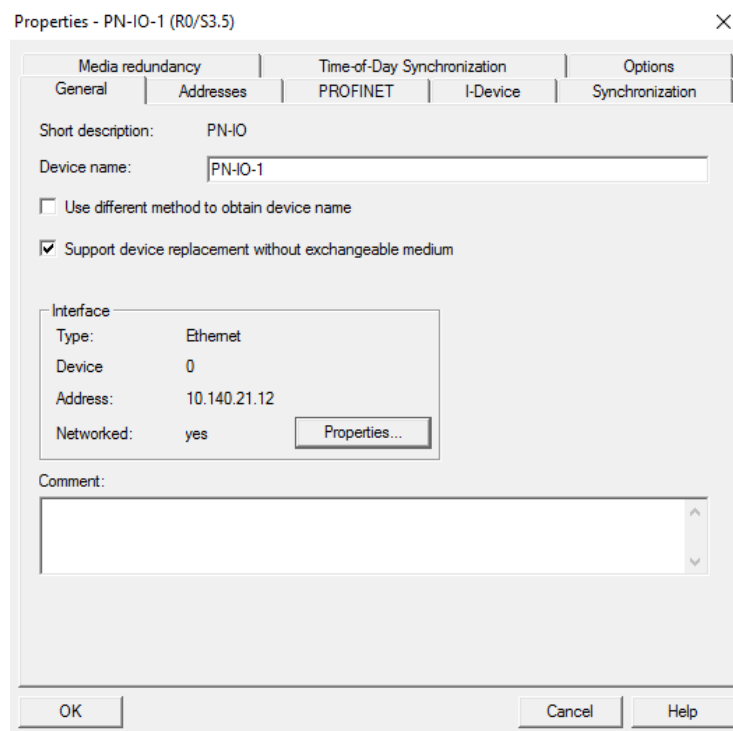 Properties - PN-IO-1 (R0/S3.5)
Media redundancy Time-of-Day Synchronization Options
General Addresses PROFINET I-Device Synchronization
Short description: PN-IO
Device name: PN-IO-1
Use different method to obtain device name
Support device replacement without exchangeable medium
Interface
Type: Ethernet
Device 0
Address: 10.140.21.12
Networked: yes Properties...
Comment:
OK Cancel Help